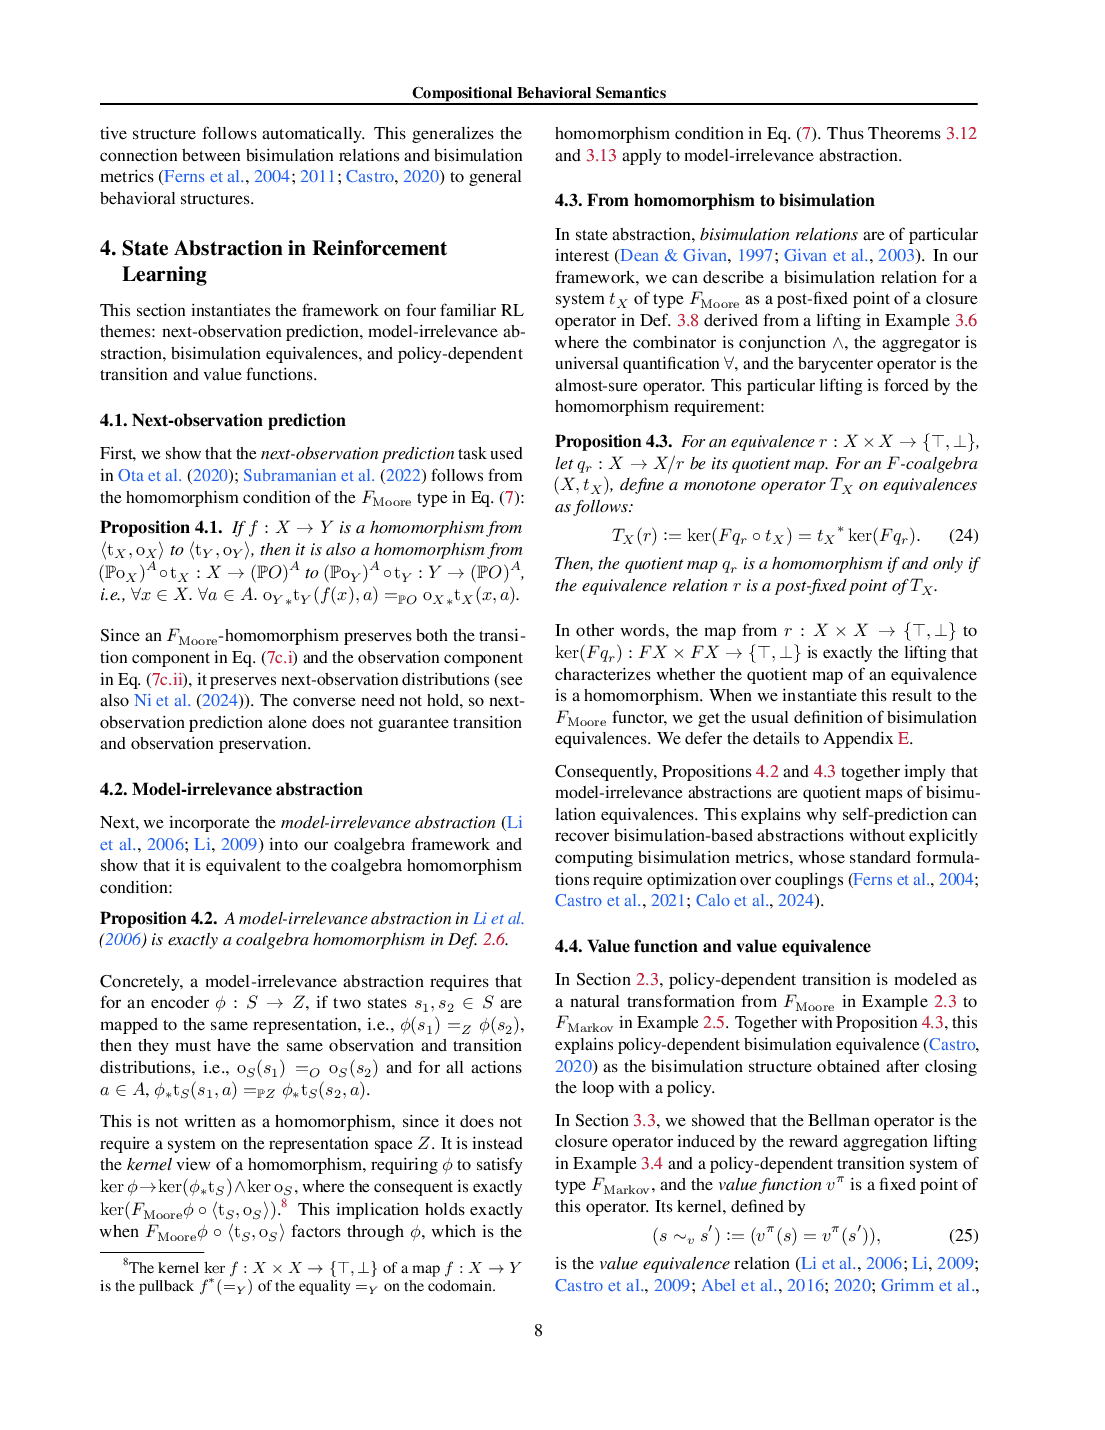 Compositional Behavioral Semantics
tive structure follows automatically. This generalizes the
connection between bisimulation relations and bisimulation
metrics (Ferns et al., 2004; 2011; Castro, 2020) to general
behavioral structures.
4. State Abstraction in Reinforcement
Learning
This section instantiates the framework on four familiar RL
themes: next-observation prediction, model-irrelevance ab-
straction, bisimulation equivalences, and policy-dependent
transition and value functions.
4.1. Next-observation prediction
First, we show that the next-observation prediction task used
in Ota et al. (2020); Subramanian et al. (2022) follows from
the homomorphism condition of the F_Moore type in Eq. (7):
Proposition 4.1. If f : X → Y is a homomorphism from
⟨t_X, o_X⟩ to ⟨t_Y, o_Y⟩, then it is also a homomorphism from
(ℙo_X)^A ∘ t_X : X → (ℙO)^A to (ℙo_Y)^A ∘ t_Y : Y → (ℙO)^A,
i.e., ∀x ∈ X. ∀a ∈ A. o_Y*t_Y(f(x), a) =_ℙO o_X*t_X(x, a).
Since an F_Moore-homomorphism preserves both the transi-
tion component in Eq. (7c.i) and the observation component
in Eq. (7c.ii), it preserves next-observation distributions (see
also Ni et al. (2024)). The converse need not hold, so next-
observation prediction alone does not guarantee transition
and observation preservation.
4.2. Model-irrelevance abstraction
Next, we incorporate the model-irrelevance abstraction (Li
et al., 2006; Li, 2009) into our coalgebra framework and
show that it is equivalent to the coalgebra homomorphism
condition:
Proposition 4.2. A model-irrelevance abstraction in Li et al.
(2006) is exactly a coalgebra homomorphism in Def. 2.6.
Concretely, a model-irrelevance abstraction requires that
for an encoder ϕ : S → Z, if two states s₁, s₂ ∈ S are
mapped to the same representation, i.e., ϕ(s₁) =_Z ϕ(s₂),
then they must have the same observation and transition
distributions, i.e., o_S(s₁) =_O o_S(s₂) and for all actions
a ∈ A, ϕ_*t_S(s₁, a) =_ℙZ ϕ_*t_S(s₂, a).
This is not written as a homomorphism, since it does not
require a system on the representation space Z. It is instead
the kernel view of a homomorphism, requiring ϕ to satisfy
ker ϕ→ker(ϕ_*t_S)∧ker o_S, where the consequent is exactly
ker(F_Moore ϕ ∘ ⟨t_S, o_S⟩).⁸ This implication holds exactly
when F_Moore ϕ ∘ ⟨t_S, o_S⟩ factors through ϕ, which is the
⁸The kernel ker f : X × X → {⊤, ⊥} of a map f : X → Y
is the pullback f*(=_Y) of the equality =_Y on the codomain.
homomorphism condition in Eq. (7). Thus Theorems 3.12
and 3.13 apply to model-irrelevance abstraction.
4.3. From homomorphism to bisimulation
In state abstraction, bisimulation relations are of particular
interest (Dean & Givan, 1997; Givan et al., 2003). In our
framework, we can describe a bisimulation relation for a
system t_X of type F_Moore as a post-fixed point of a closure
operator in Def. 3.8 derived from a lifting in Example 3.6
where the combinator is conjunction ∧, the aggregator is
universal quantification ∀, and the barycenter operator is the
almost-sure operator. This particular lifting is forced by the
homomorphism requirement:
Proposition 4.3. For an equivalence r : X × X → {⊤, ⊥},
let q_r : X → X/r be its quotient map. For an F-coalgebra
(X, t_X), define a monotone operator T_X on equivalences
as follows:
T_X(r) := ker(Fq_r ∘ t_X) = t_X* ker(Fq_r). (24)
Then, the quotient map q_r is a homomorphism if and only if
the equivalence relation r is a post-fixed point of T_X.
In other words, the map from r : X × X → {⊤, ⊥} to
ker(Fq_r) : FX × FX → {⊤, ⊥} is exactly the lifting that
characterizes whether the quotient map of an equivalence
is a homomorphism. When we instantiate this result to the
F_Moore functor, we get the usual definition of bisimulation
equivalences. We defer the details to Appendix E.
Consequently, Propositions 4.2 and 4.3 together imply that
model-irrelevance abstractions are quotient maps of bisimu-
lation equivalences. This explains why self-prediction can
recover bisimulation-based abstractions without explicitly
computing bisimulation metrics, whose standard formula-
tions require optimization over couplings (Ferns et al., 2004;
Castro et al., 2021; Calo et al., 2024).
4.4. Value function and value equivalence
In Section 2.3, policy-dependent transition is modeled as
a natural transformation from F_Moore in Example 2.3 to
F_Markov in Example 2.5. Together with Proposition 4.3, this
explains policy-dependent bisimulation equivalence (Castro,
2020) as the bisimulation structure obtained after closing
the loop with a policy.
In Section 3.3, we showed that the Bellman operator is the
closure operator induced by the reward aggregation lifting
in Example 3.4 and a policy-dependent transition system of
type F_Markov, and the value function v^π is a fixed point of
this operator. Its kernel, defined by
(s ∼_v s′) := (v^π(s) = v^π(s′)), (25)
is the value equivalence relation (Li et al., 2006; Li, 2009;
Castro et al., 2009; Abel et al., 2016; 2020; Grimm et al.,
8